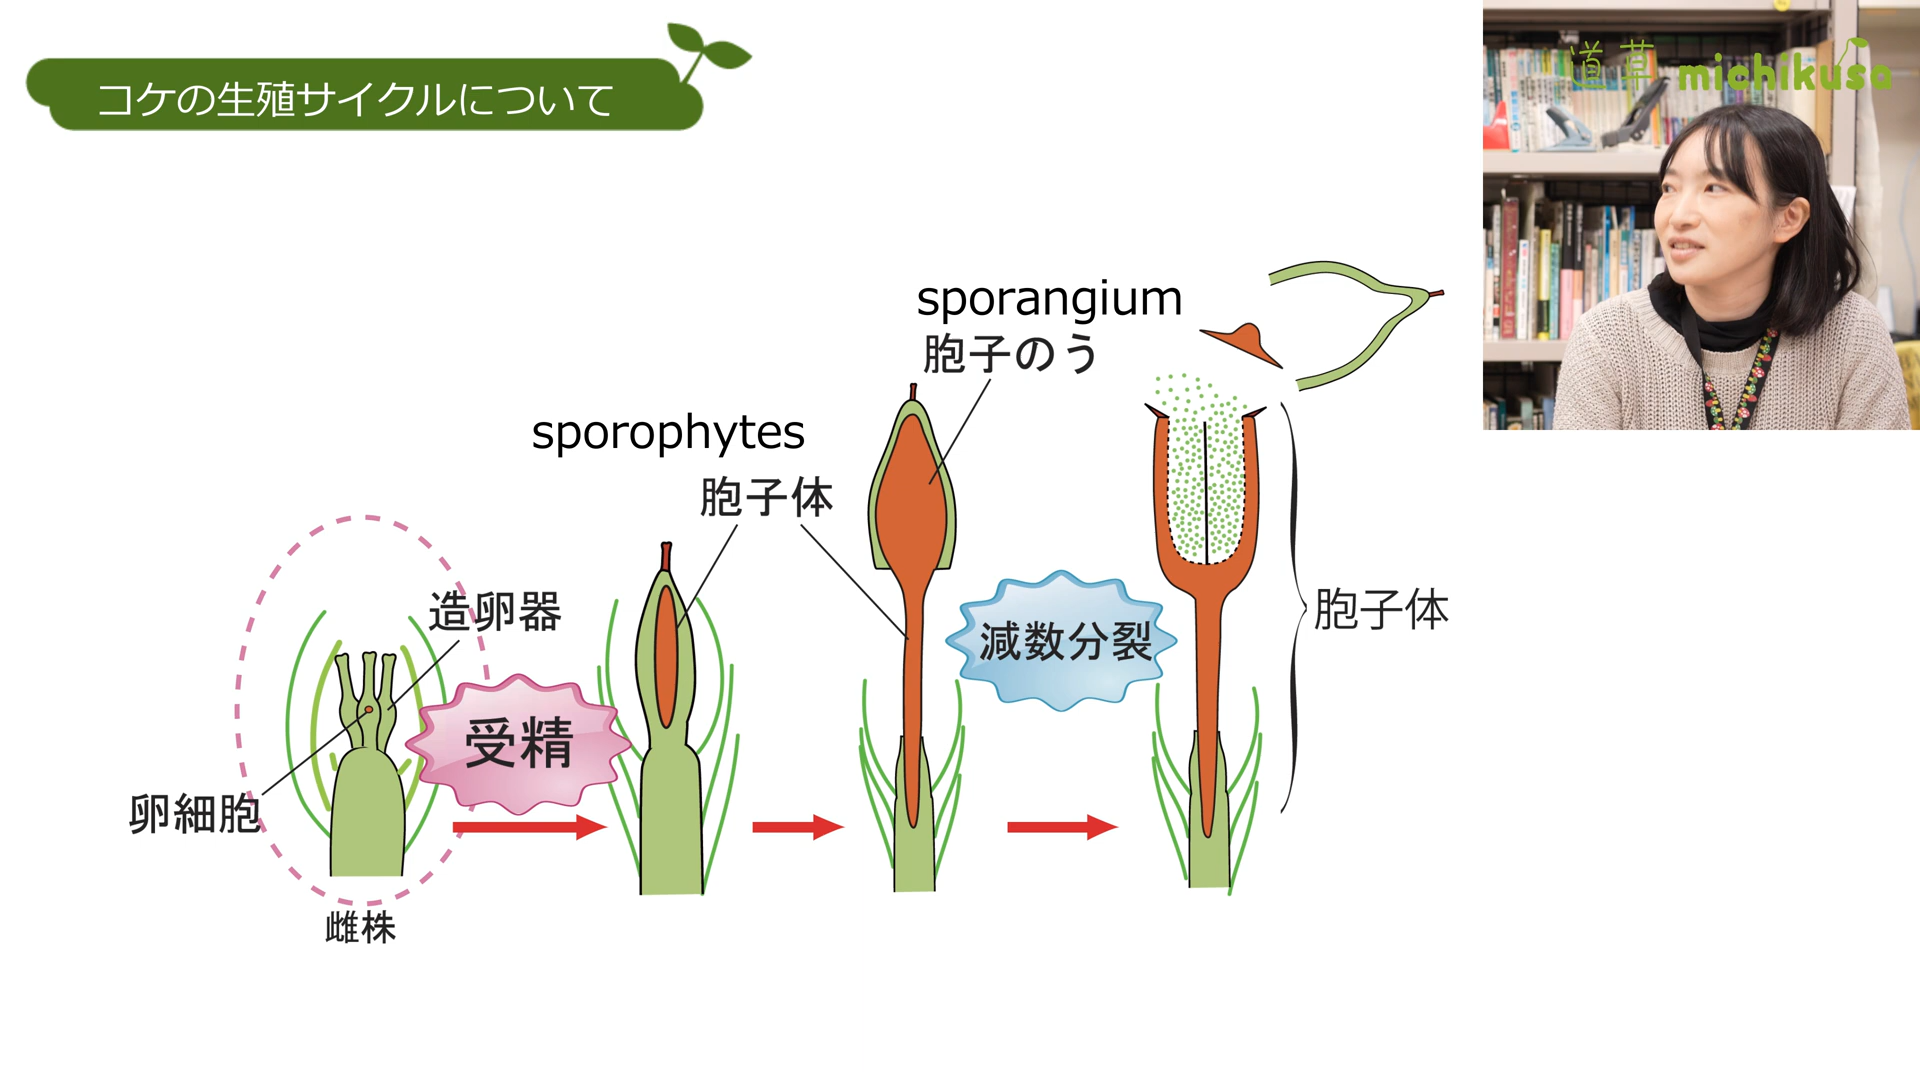 コケの生殖サイクルについて
道草 michikusa
sporangium
胞子のう
sporophytes
胞子体
造卵器
減数分裂
胞子体
受精
卵細胞
雌株